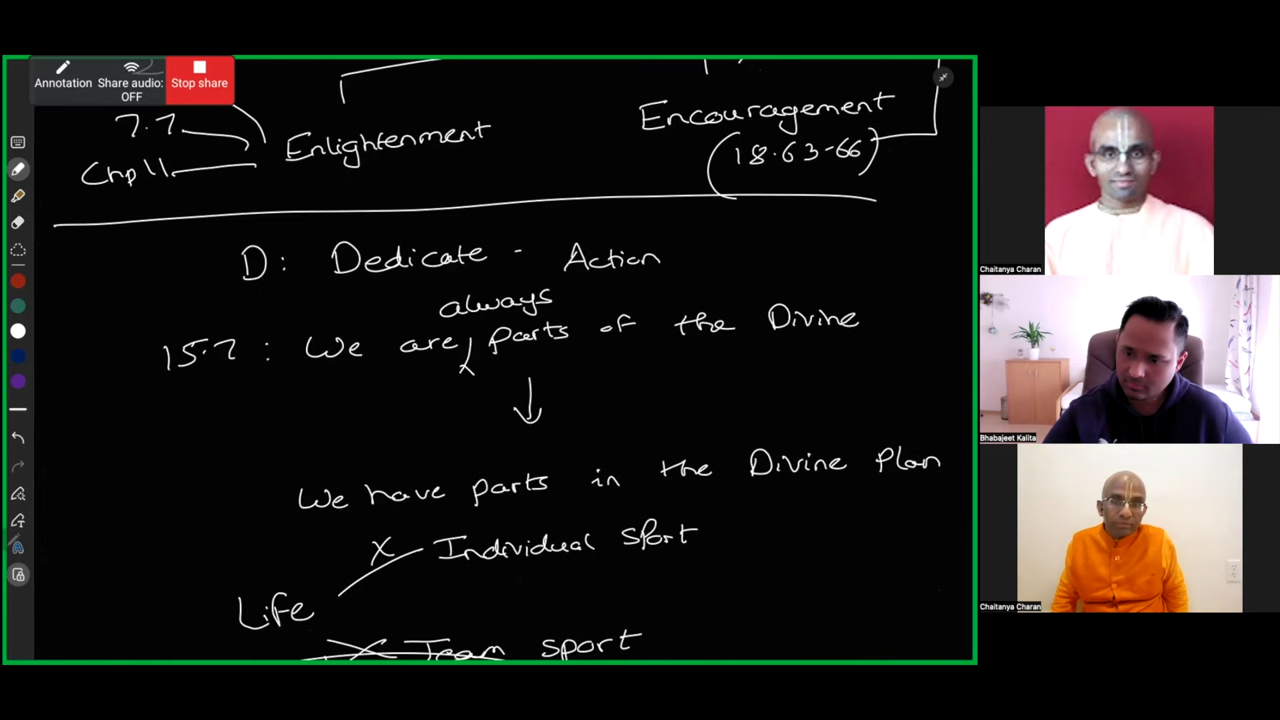 Annotation
Share audio: OFF
Stop share
7.7
Chp 11
Enlightenment
Encouragement
(18.63-66)
D: Dedicate - Action
always
15.7: We are parts of the Divine
We have parts in the Divine Plan
X Individual sport
Life
X Team sport
Chaitanya Charan
Bhabajeet Kalita
Chaitanya Charan